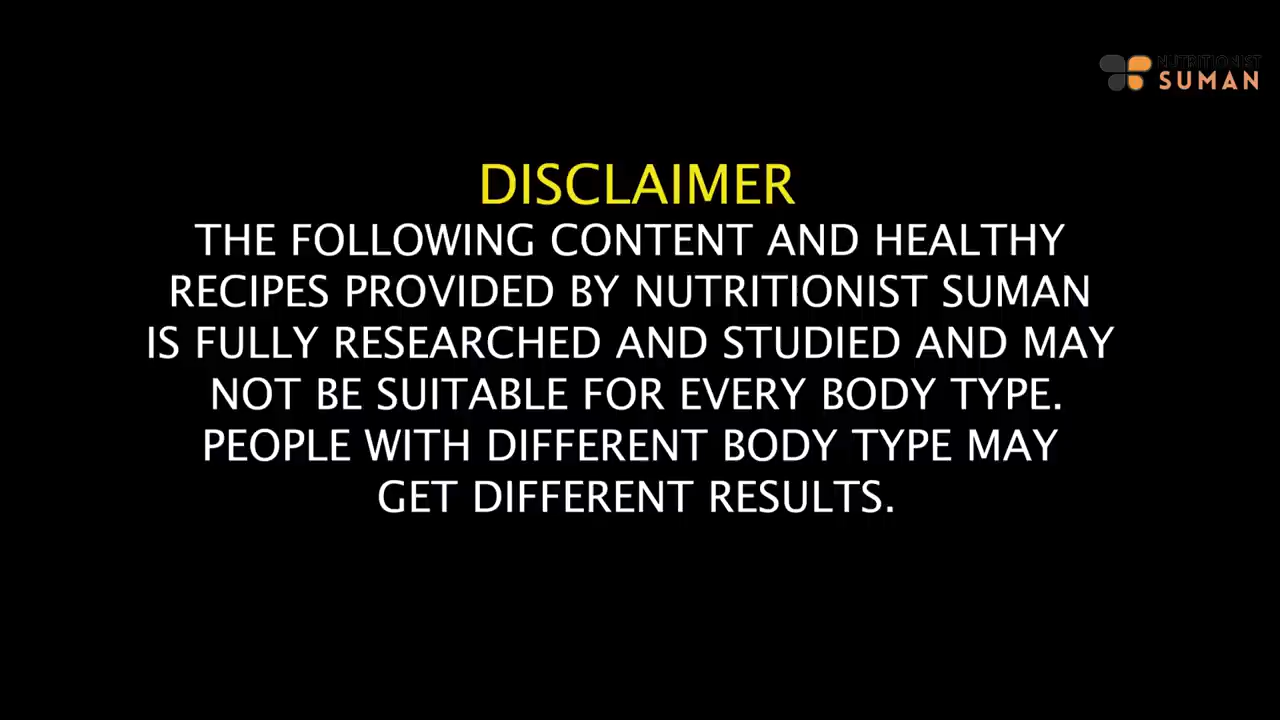 NUTRITIONIST
SUMAN
DISCLAIMER
THE FOLLOWING CONTENT AND HEALTHY
RECIPES PROVIDED BY NUTRITIONIST SUMAN
IS FULLY RESEARCHED AND STUDIED AND MAY
NOT BE SUITABLE FOR EVERY BODY TYPE.
PEOPLE WITH DIFFERENT BODY TYPE MAY
GET DIFFERENT RESULTS.